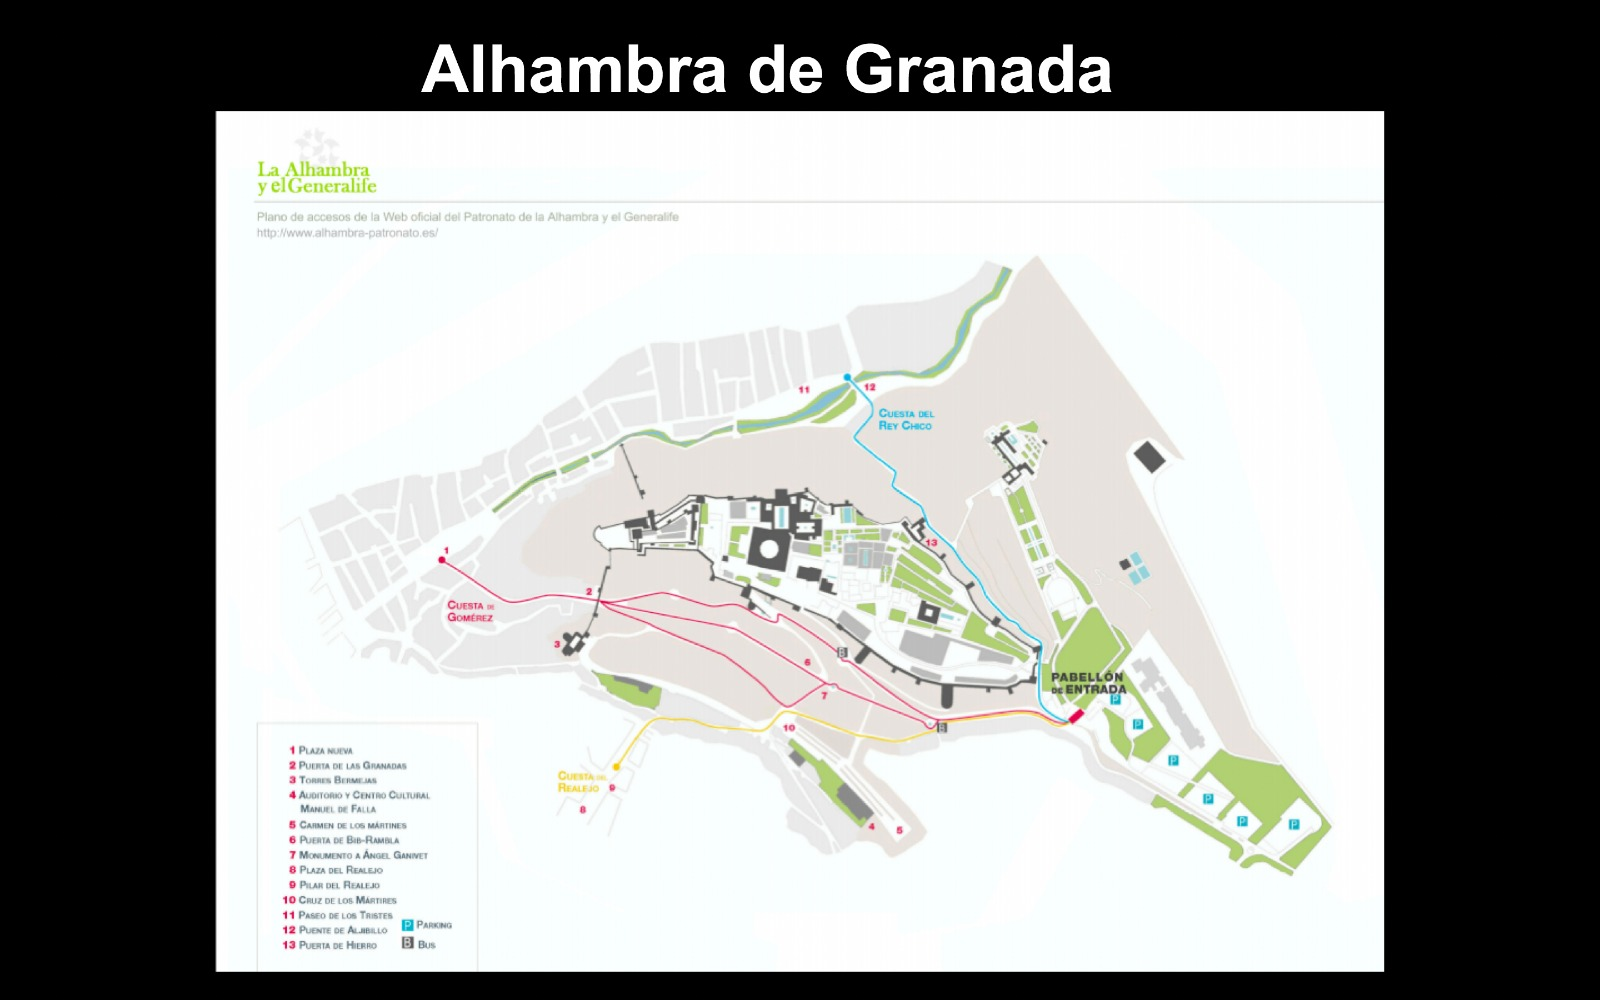 Alhambra de Granada
La Alhambra
y el Generalife
Plano de accesos de la Web oficial del Patronato de la Alhambra y el Generalife
http://www.alhambra-patronato.es/
11
12
CUESTA DEL
REY CHICO
13
1
2
CUESTA DE
GOMÉREZ
3
B
6
7
PABELLÓN
DE ENTRADA
P
P
10
B
P
CUESTA DEL
REALEJO
9
8
P
P
P
4
5
1 PLAZA NUEVA
2 PUERTA DE LAS GRANADAS
3 TORRES BERMEJAS
4 AUDITORIO Y CENTRO CULTURAL
MANUEL DE FALLA
5 CARMEN DE LOS MÁRTINES
6 PUERTA DE BIB-RAMBLA
7 MONUMENTO A ÁNGEL GANIVET
8 PLAZA DEL REALEJO
9 PILAR DEL REALEJO
10 CRUZ DE LOS MÁRTIRES
11 PASEO DE LOS TRISTES
12 PUENTE DE ALJIBILLO
13 PUERTA DE HIERRO
P PARKING
B BUS